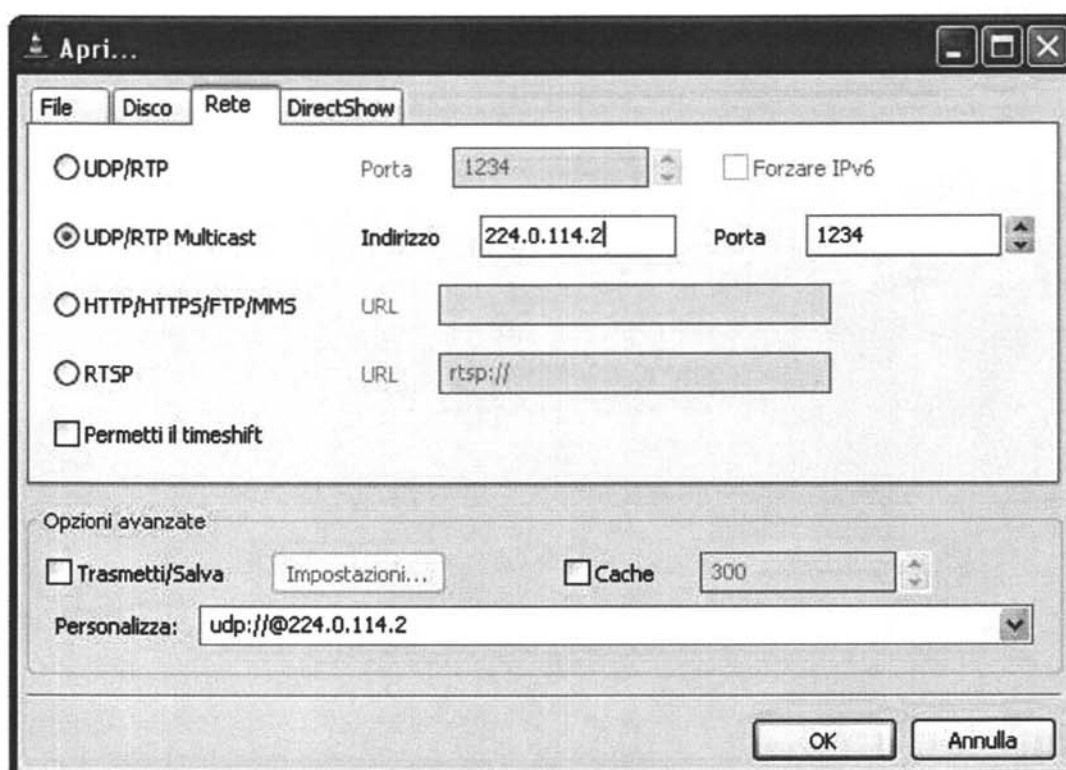 Apri...
File Disco Rete DirectShow
UDP/RTP Porta 1234 Forzare IPv6
UDP/RTP Multicast Indirizzo 224.0.114.2 Porta 1234
HTTP/HTTPS/FTP/MMS URL
RTSP URL rtsp://
Permetti il timeshift
Opzioni avanzate
Trasmetti/Salva Impostazioni... Cache 300
Personalizza: udp://@224.0.114.2
OK Annulla